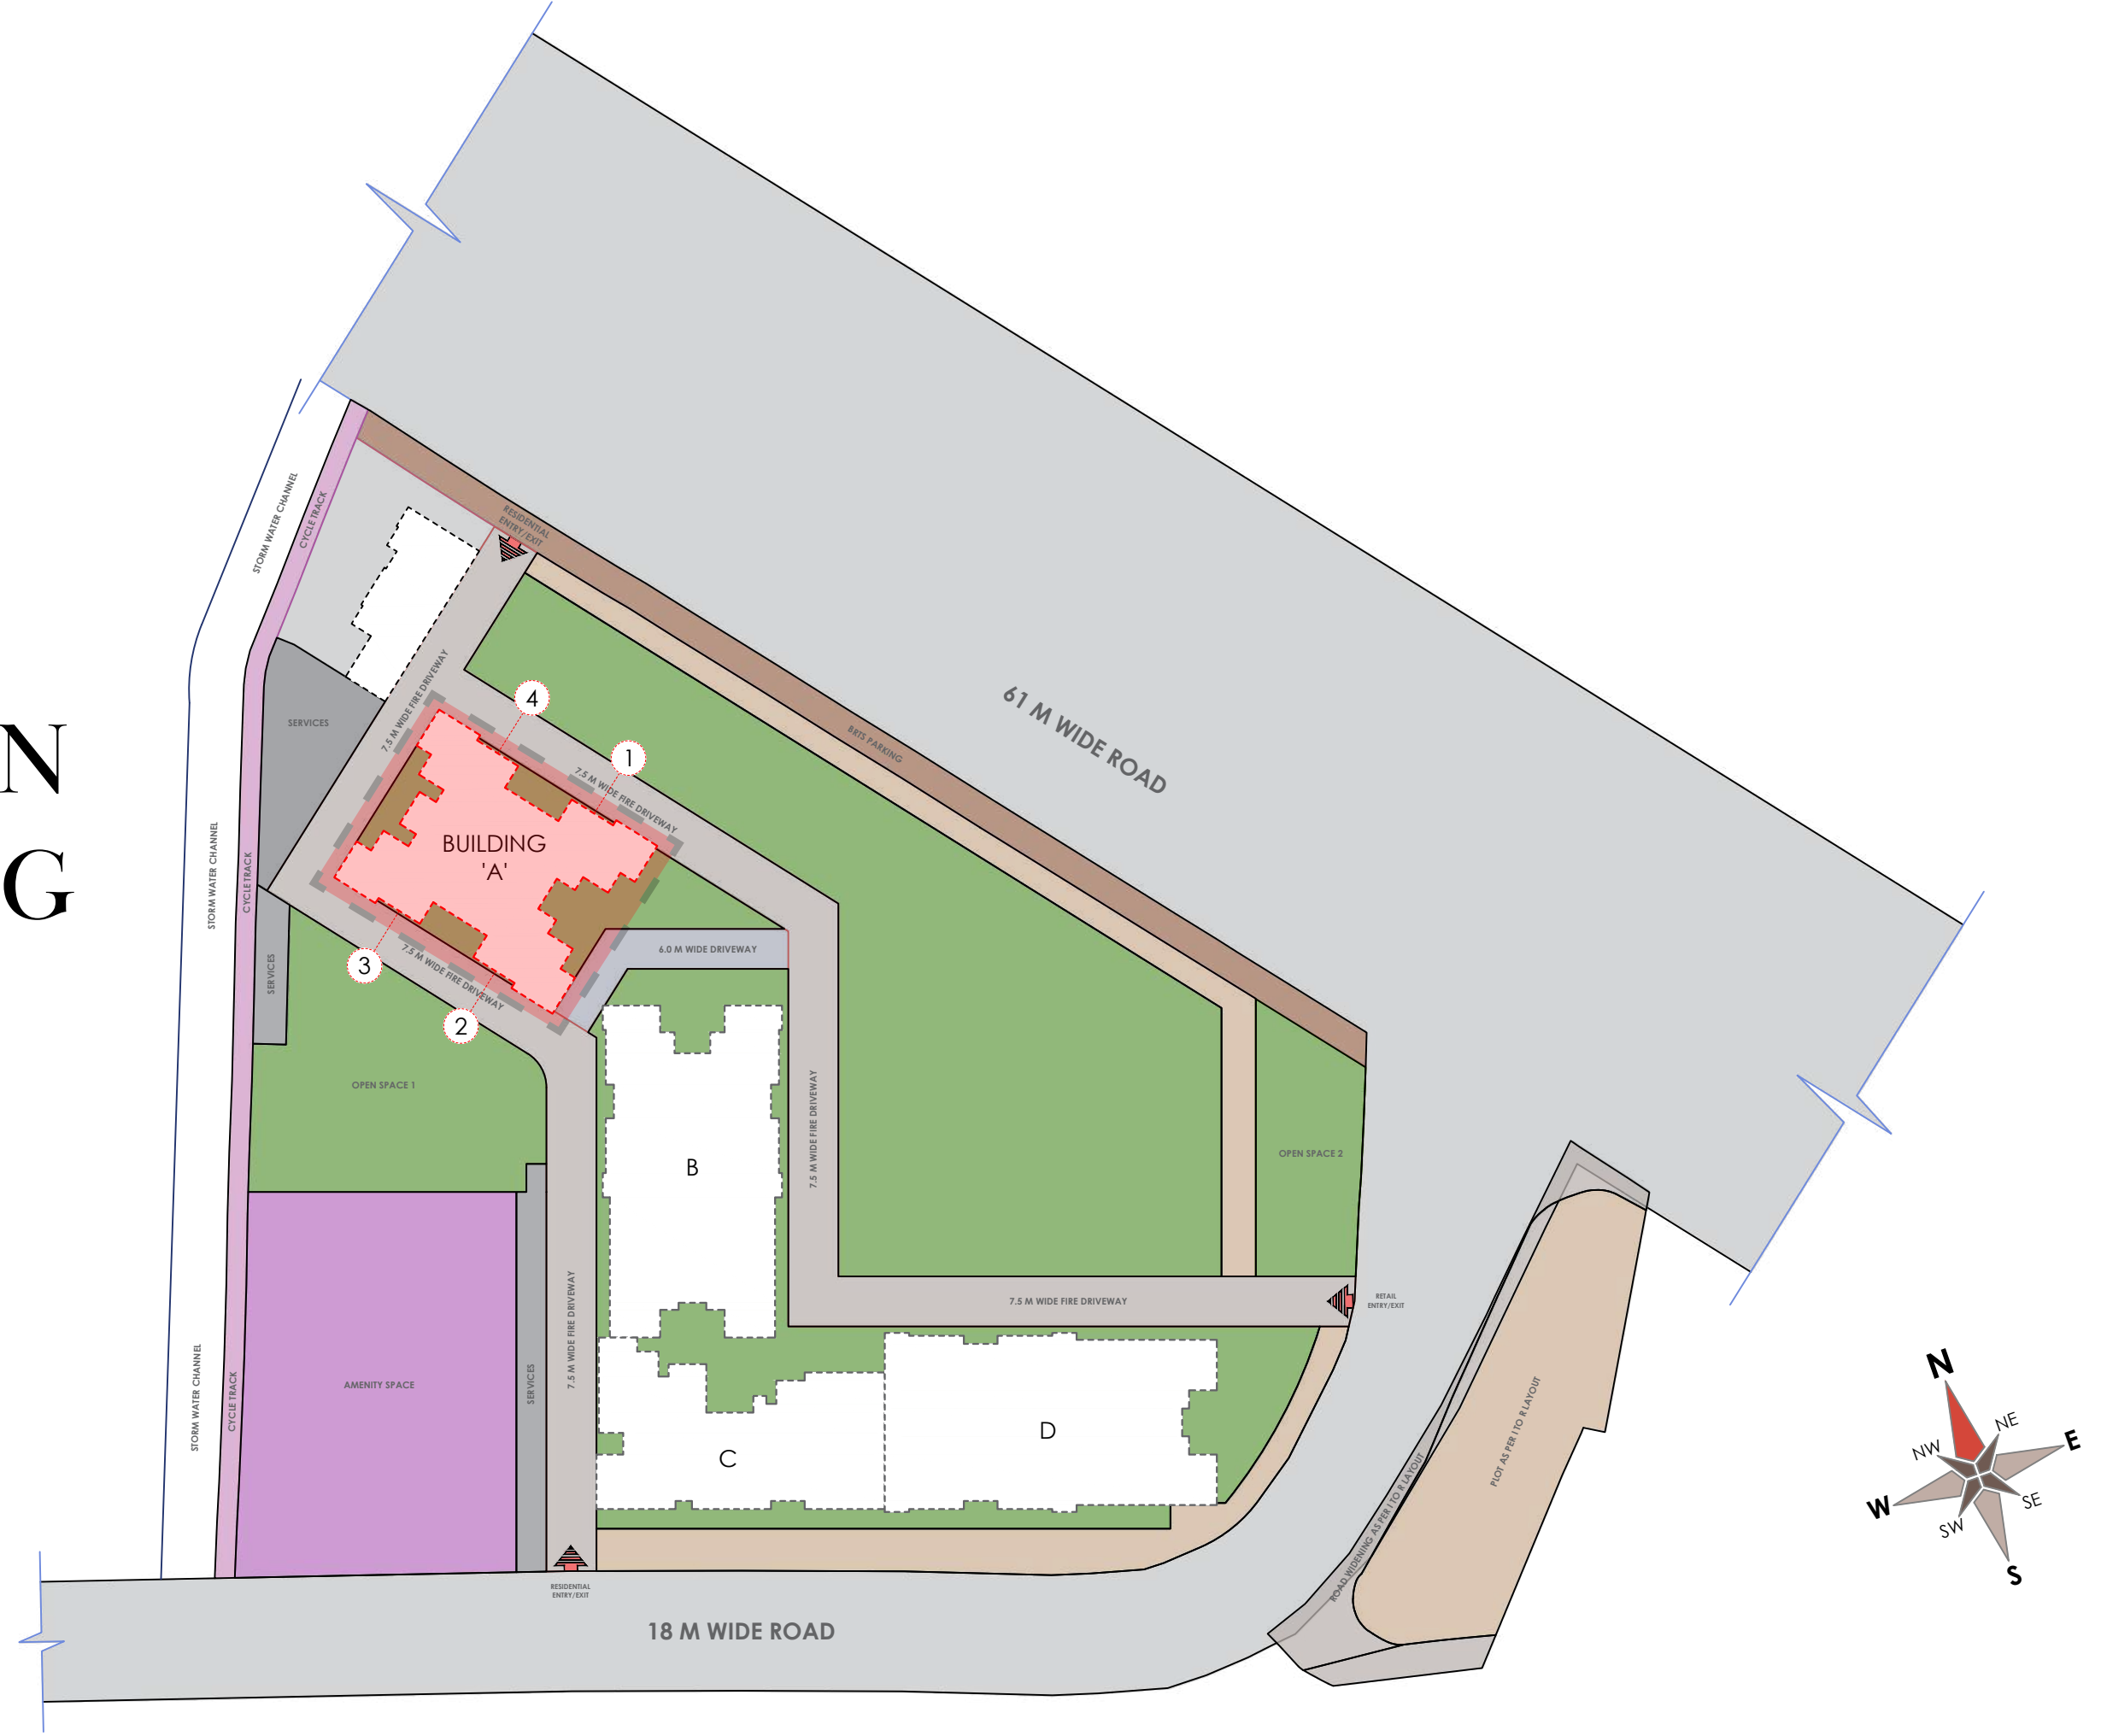 N
G
RESIDENTIAL
ENTRY/EXIT
STORM WATER CHANNEL
CYCLE TRACK
61 M WIDE ROAD
BRTS PARKING
7.5 M WIDE FIRE DRIVEWAY
SERVICES
4
1
7.5 M WIDE FIRE DRIVEWAY
BUILDING
'A'
STORM WATER CHANNEL
CYCLE TRACK
3
7.5 M WIDE FIRE DRIVEWAY
2
6.0 M WIDE DRIVEWAY
SERVICES
OPEN SPACE 1
B
7.5 M WIDE FIRE DRIVEWAY
OPEN SPACE 2
7.5 M WIDE FIRE DRIVEWAY
RETAIL
ENTRY/EXIT
STORM WATER CHANNEL
CYCLE TRACK
AMENITY SPACE
SERVICES
7.5 M WIDE FIRE DRIVEWAY
C
D
ROAD WIDENING AS PER I TO R LAYOUT
PLOT AS PER I TO R LAYOUT
N
NE
E
SE
S
SW
W
NW
RESIDENTIAL
ENTRY/EXIT
18 M WIDE ROAD